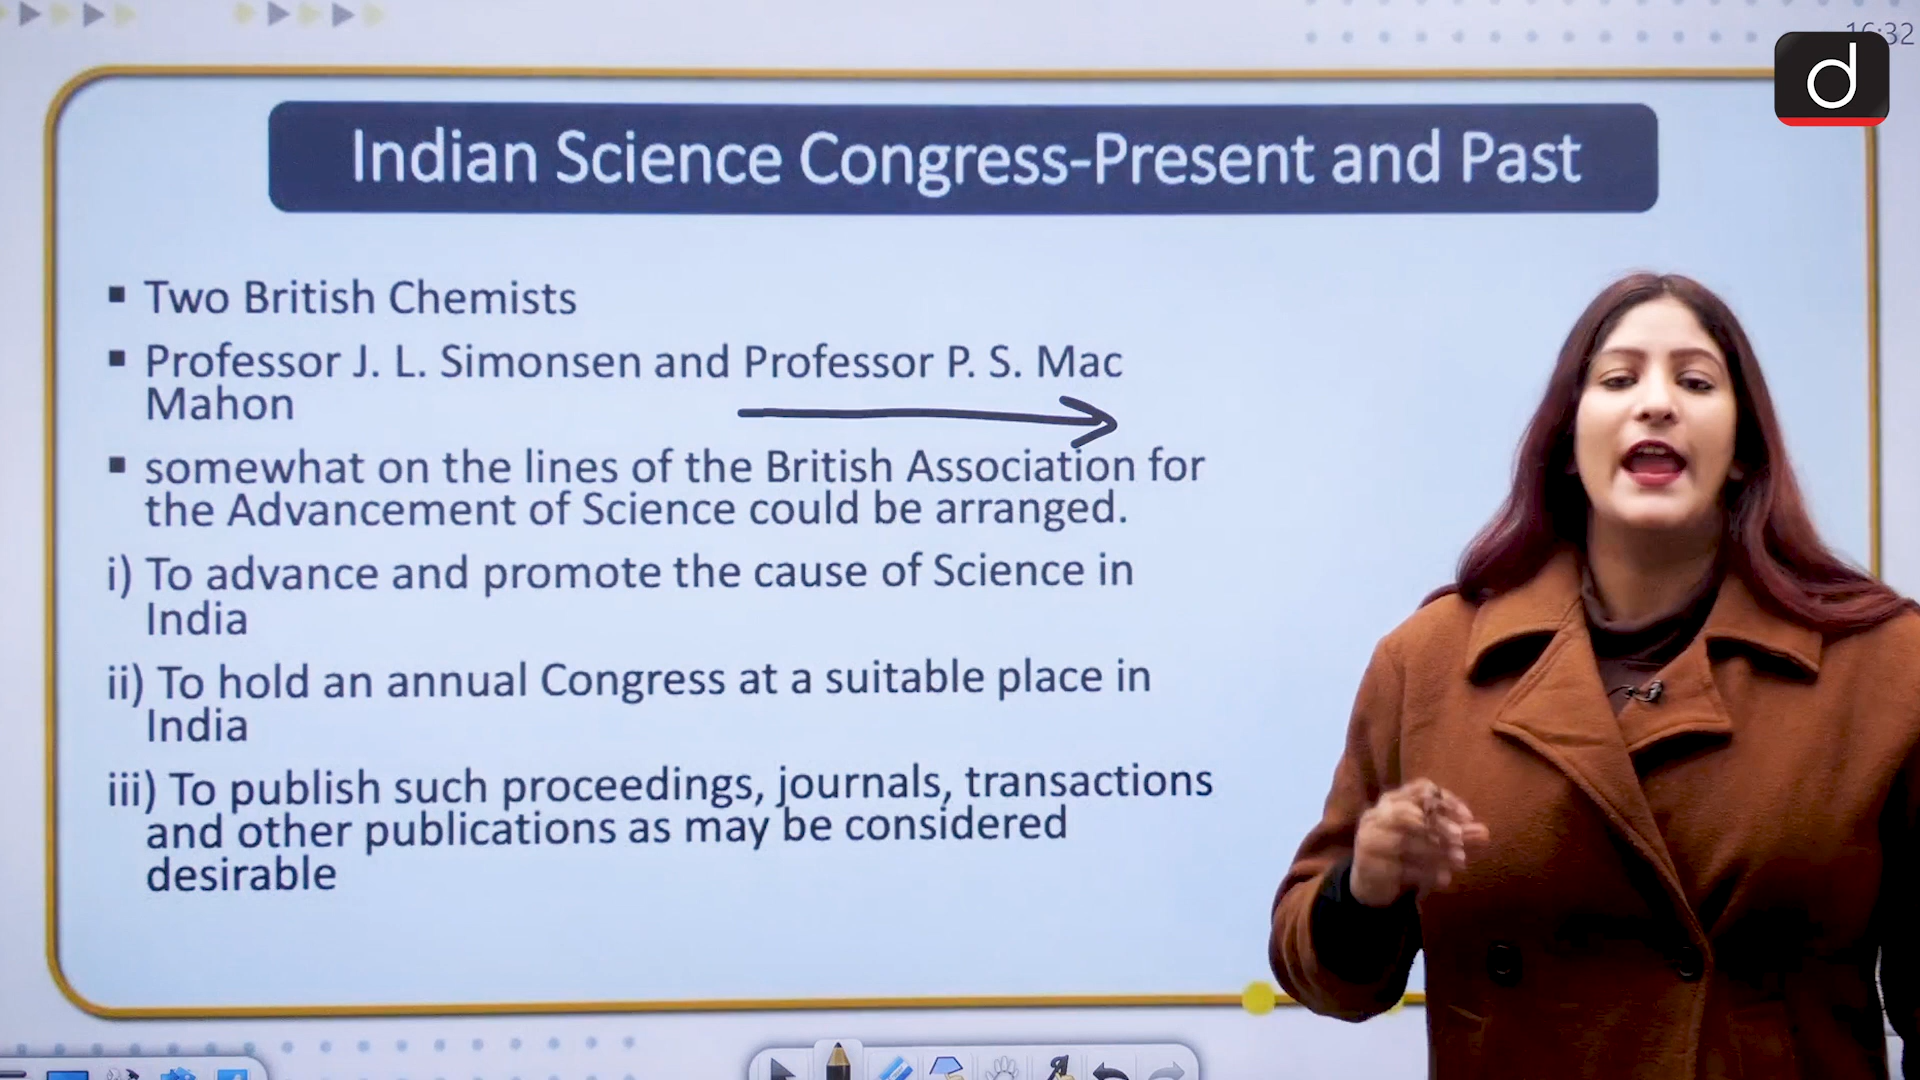 16:32
d
Indian Science Congress-Present and Past
▪ Two British Chemists
▪ Professor J. L. Simonsen and Professor P. S. Mac
Mahon
▪ somewhat on the lines of the British Association for
the Advancement of Science could be arranged.
i) To advance and promote the cause of Science in
India
ii) To hold an annual Congress at a suitable place in
India
iii) To publish such proceedings, journals, transactions
and other publications as may be considered
desirable